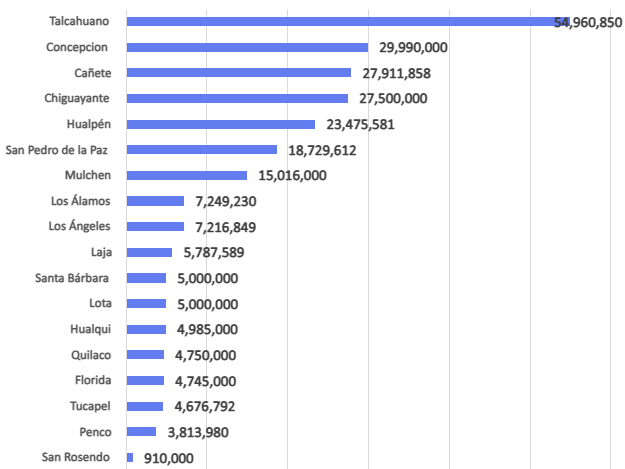 Talcahuano 54,960,850
Concepcion 29,990,000
Cañete 27,911,858
Chiguayante 27,500,000
Hualpén 23,475,581
San Pedro de la Paz 18,729,612
Mulchen 15,016,000
Los Álamos 7,249,230
Los Ángeles 7,216,849
Laja 5,787,589
Santa Bárbara 5,000,000
Lota 5,000,000
Hualqui 4,985,000
Quilaco 4,750,000
Florida 4,745,000
Tucapel 4,676,792
Penco 3,813,980
San Rosendo 910,000